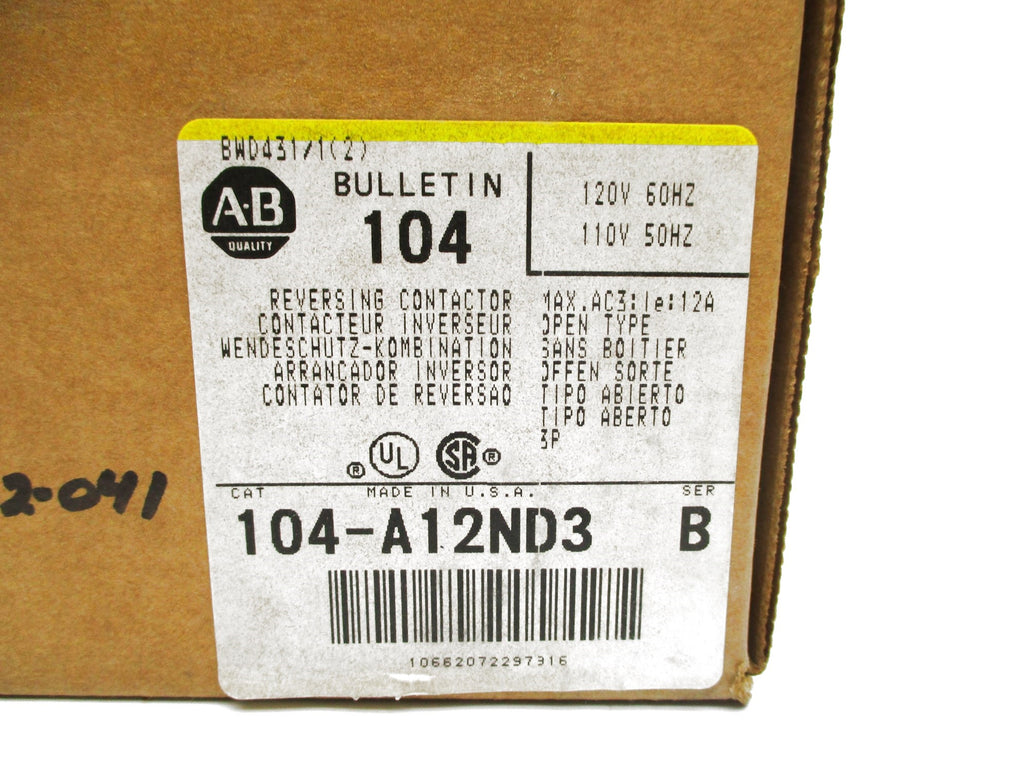 BWD431/1(2)
A·B
QUALITY
BULLETIN
104
120V 60HZ
110V 50HZ
REVERSING CONTACTOR
CONTACTEUR INVERSEUR
WENDESCHUTZ-KOMBINATION
ARRANCADOR INVERSOR
CONTATOR DE REVERSAO
MAX.AC3:Ie:12A
OPEN TYPE
SANS BOITIER
OFFEN SORTE
TIPO ABIERTO
TIPO ABERTO
3P
® UL SA ®
2-041
CAT MADE IN U.S.A. SER
104-A12ND3 B
10662072297316